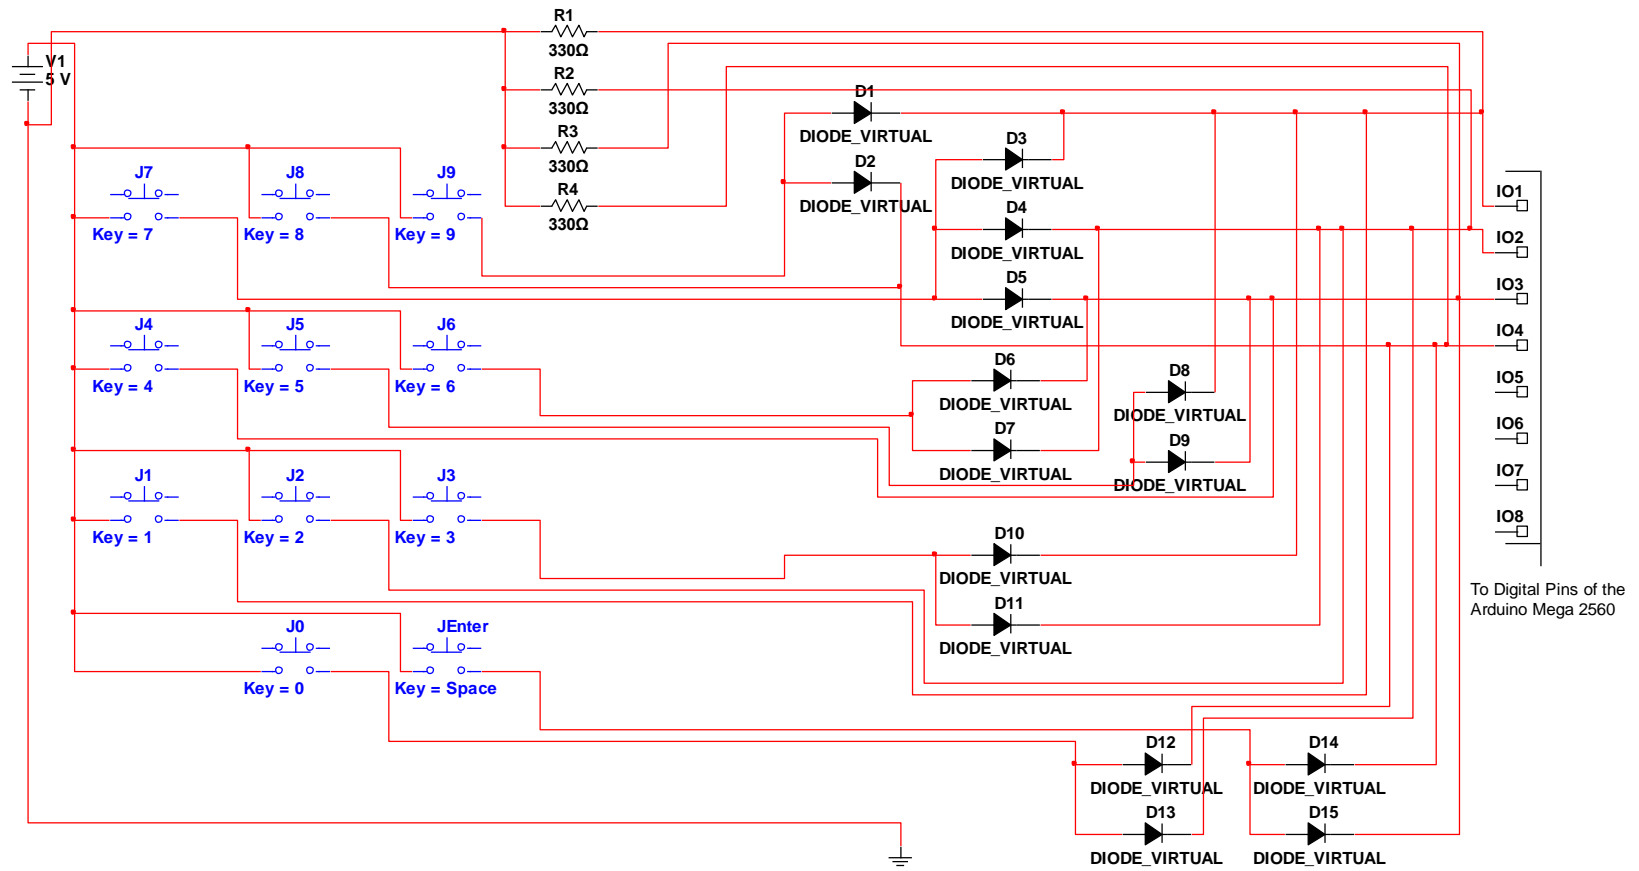 R1
330Ω
V1
5 V
R2
330Ω
D1
DIODE_VIRTUAL
R3
330Ω
D3
DIODE_VIRTUAL
D2
DIODE_VIRTUAL
R4
330Ω
J7
Key = 7
J8
Key = 8
J9
Key = 9
D4
DIODE_VIRTUAL
D5
DIODE_VIRTUAL
IO1
IO2
IO3
IO4
IO5
IO6
IO7
IO8
J4
Key = 4
J5
Key = 5
J6
Key = 6
D6
DIODE_VIRTUAL
D7
DIODE_VIRTUAL
D8
DIODE_VIRTUAL
D9
DIODE_VIRTUAL
J1
Key = 1
J2
Key = 2
J3
Key = 3
D10
DIODE_VIRTUAL
D11
DIODE_VIRTUAL
To Digital Pins of the
Arduino Mega 2560
J0
Key = 0
JEnter
Key = Space
D12
DIODE_VIRTUAL
D14
DIODE_VIRTUAL
D13
DIODE_VIRTUAL
D15
DIODE_VIRTUAL